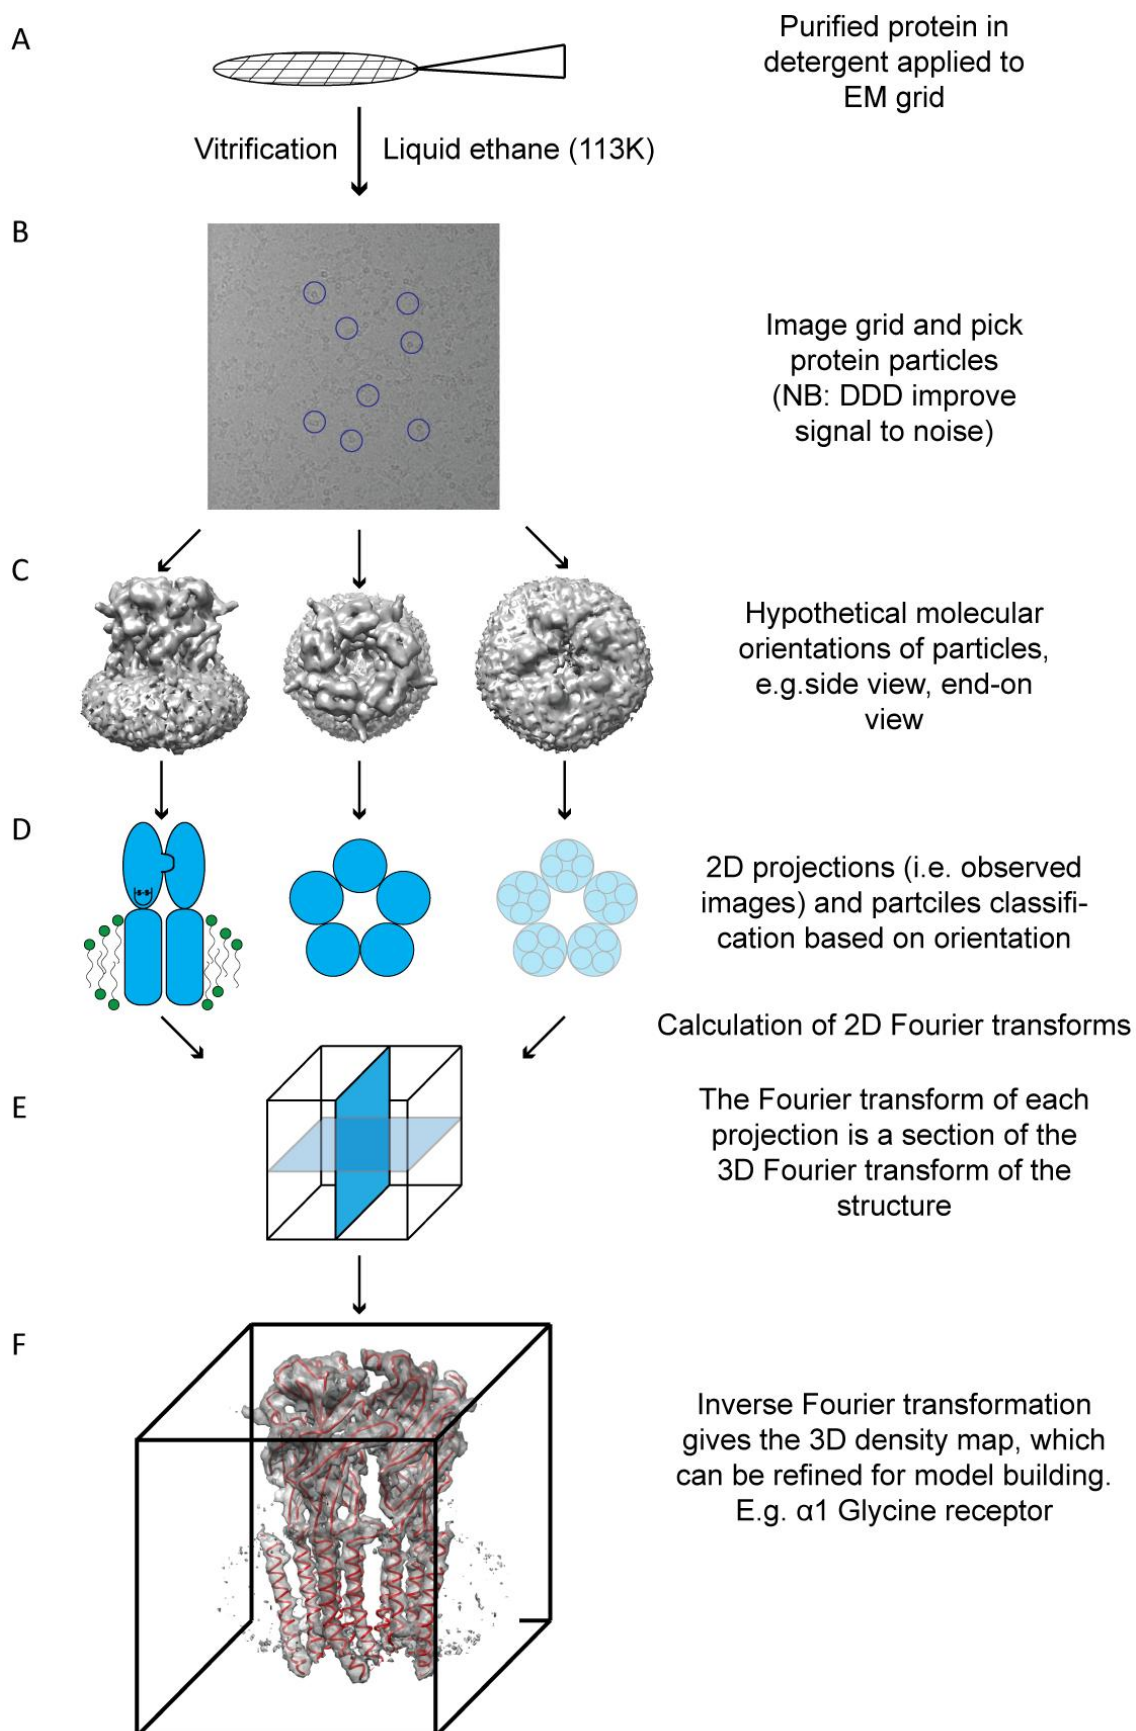 A
Purified protein in
detergent applied to
EM grid
Vitrification
Liquid ethane (113K)
B
Image grid and pick
protein particles
(NB: DDD improve
signal to noise)
C
Hypothetical molecular
orientations of particles,
e.g.side view, end-on
view
D
2D projections (i.e. observed
images) and partciles classifi-
cation based on orientation
Calculation of 2D Fourier transforms
E
The Fourier transform of each
projection is a section of the
3D Fourier transform of the
structure
F
Inverse Fourier transformation
gives the 3D density map, which
can be refined for model building.
E.g. α1 Glycine receptor